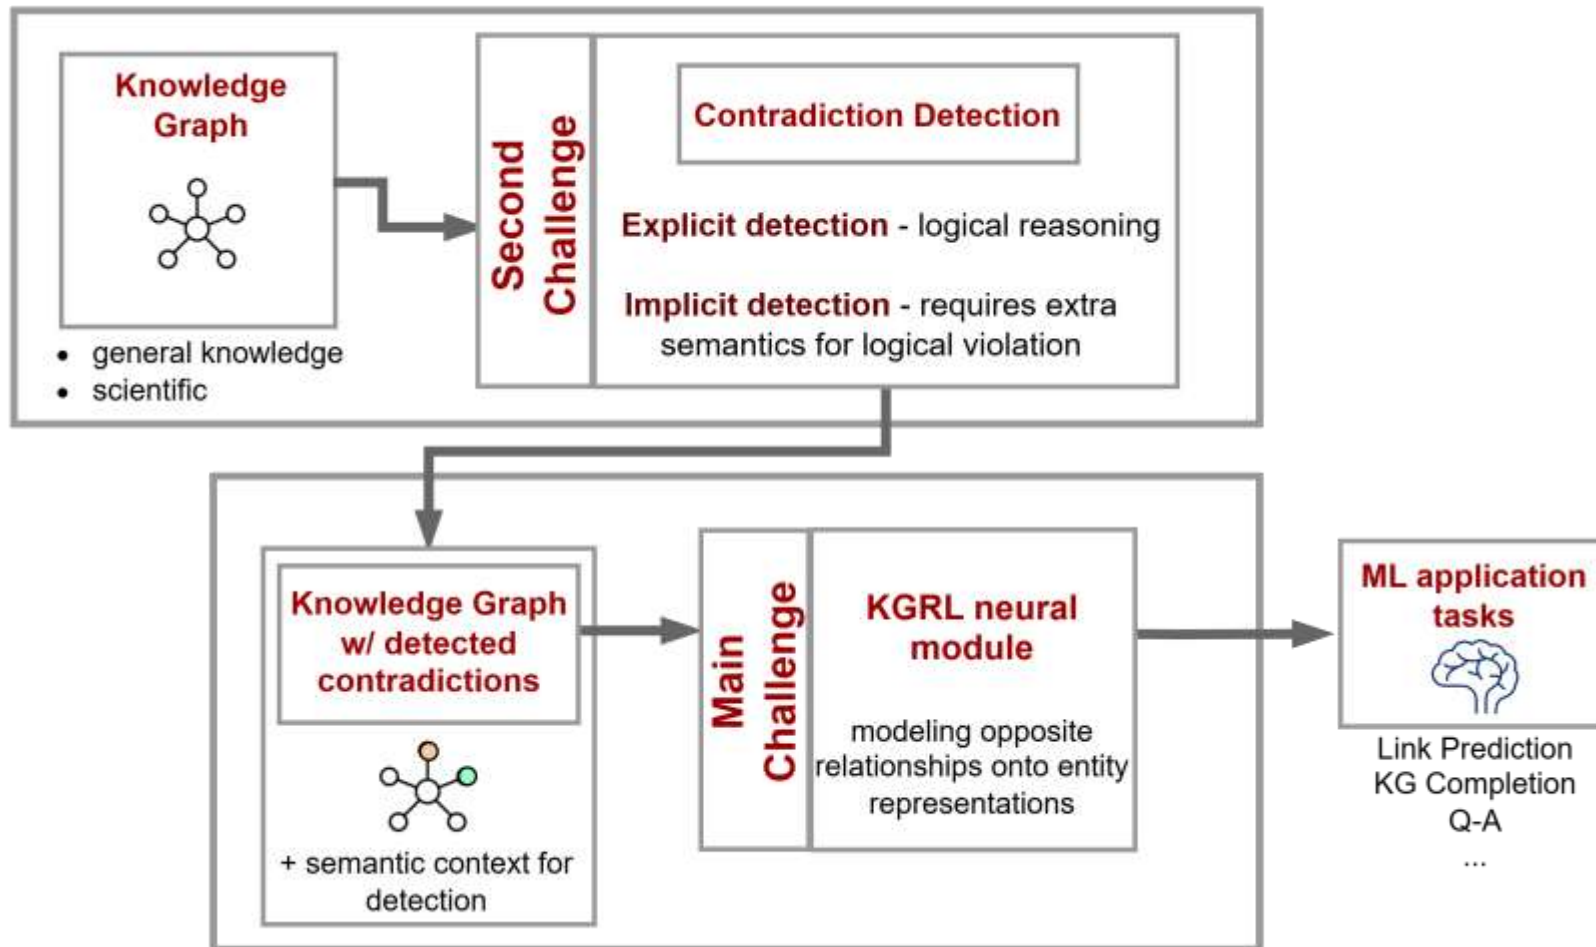 Knowledge
Graph
• general knowledge
• scientific
Second
Challenge
Contradiction Detection
Explicit detection - logical reasoning
Implicit detection - requires extra
semantics for logical violation
Knowledge Graph
w/ detected
contradictions
+ semantic context for
detection
Main
Challenge
KGRL neural
module
modeling opposite
relationships onto entity
representations
ML application
tasks
Link Prediction
KG Completion
Q-A
...